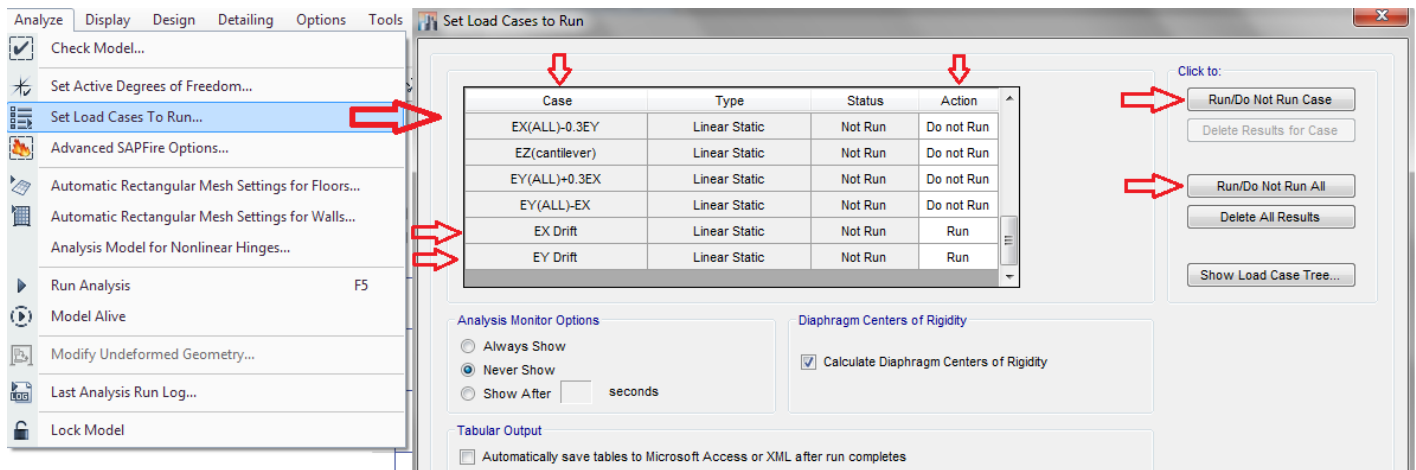 Analyze Display Design Detailing Options Tools
Check Model...
Set Active Degrees of Freedom...
Set Load Cases To Run...
Advanced SAPFire Options...
Automatic Rectangular Mesh Settings for Floors...
Automatic Rectangular Mesh Settings for Walls...
Analysis Model for Nonlinear Hinges...
Run Analysis F5
Model Alive
Modify Undeformed Geometry...
LOG Last Analysis Run Log...
Lock Model
Set Load Cases to Run
Case Type Status Action
EX(ALL)-0.3EY Linear Static Not Run Do not Run
EZ(cantilever) Linear Static Not Run Do not Run
EY(ALL)+0.3EX Linear Static Not Run Do not Run
EY(ALL)-EX Linear Static Not Run Do not Run
EX Drift Linear Static Not Run Run
EY Drift Linear Static Not Run Run
Click to:
Run/Do Not Run Case
Delete Results for Case
Run/Do Not Run All
Delete All Results
Show Load Case Tree...
Analysis Monitor Options
Always Show
Never Show
Show After seconds
Diaphragm Centers of Rigidity
Calculate Diaphragm Centers of Rigidity
Tabular Output
Automatically save tables to Microsoft Access or XML after run completes